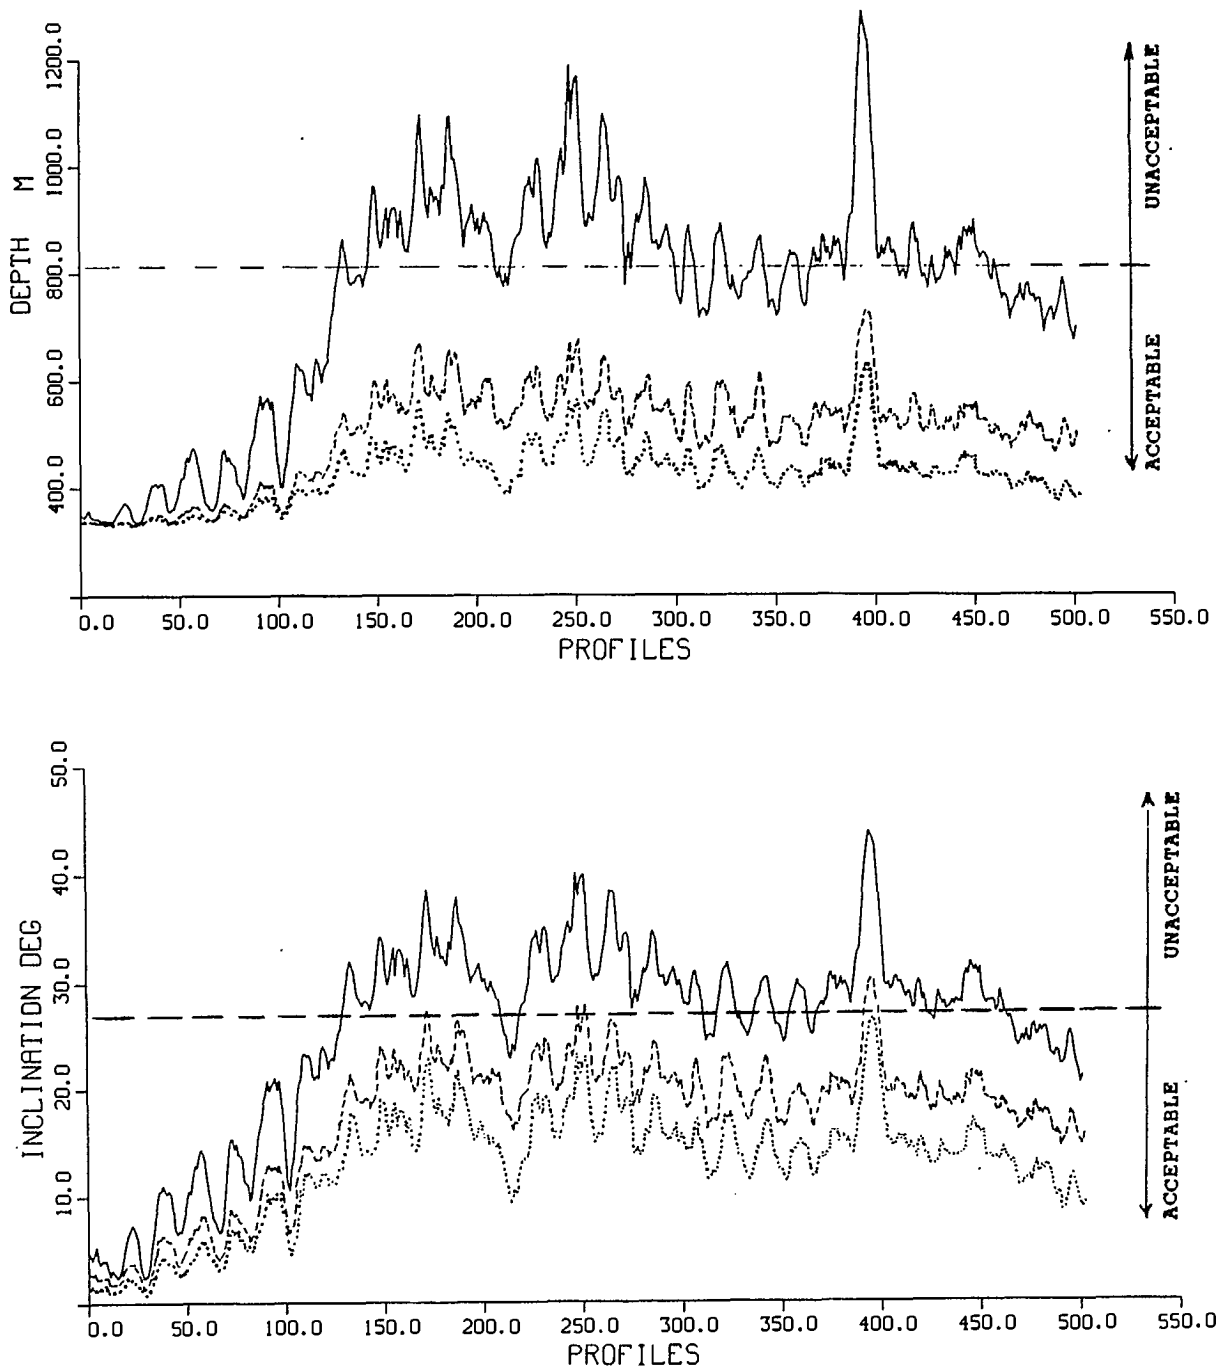 1200.0
1000.0
800.0
600.0
400.0
DEPTH M
UNACCEPTABLE
ACCEPTABLE
0.0 50.0 100.0 150.0 200.0 250.0 300.0 350.0 400.0 450.0 500.0 550.0
PROFILES
50.0
40.0
30.0
20.0
10.0
INCLINATION DEG
UNACCEPTABLE
ACCEPTABLE
0.0 50.0 100.0 150.0 200.0 250.0 300.0 350.0 400.0 450.0 500.0 550.0
PROFILES